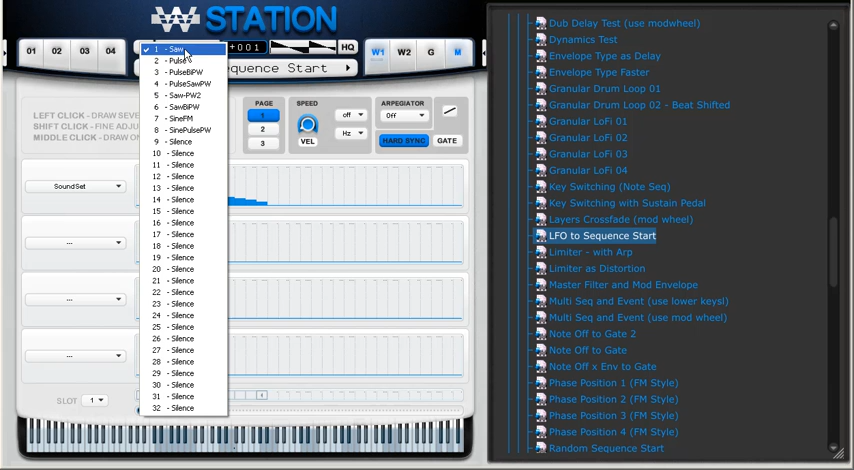 W STATION
01 02 03 04
+001
HQ
W1 W2 G M
equence Start
1 - Saw
2 - Pulse
3 - PulseBiPW
4 - PulseSawPW
5 - Saw-PW2
6 - SawBiPW
7 - SineFM
8 - SinePulsePW
9 - Silence
10 - Silence
11 - Silence
12 - Silence
13 - Silence
14 - Silence
15 - Silence
16 - Silence
17 - Silence
18 - Silence
19 - Silence
20 - Silence
21 - Silence
22 - Silence
23 - Silence
24 - Silence
25 - Silence
26 - Silence
27 - Silence
28 - Silence
29 - Silence
30 - Silence
31 - Silence
32 - Silence
LEFT CLICK - DRAW SEVE
SHIFT CLICK - FINE ADJU
MIDDLE CLICK - DRAW ON
PAGE
1
2
3
SPEED
VEL
off
Hz
ARPEGIATOR
Off
HARD SYNC GATE
SoundSet
---
---
---
SLOT 1
4
Dub Delay Test (use modwheel)
Dynamics Test
Envelope Type as Delay
Envelope Type Faster
Granular Drum Loop 01
Granular Drum Loop 02 - Beat Shifted
Granular LoFi 01
Granular LoFi 02
Granular LoFi 03
Granular LoFi 04
Key Switching (Note Seq)
Key Switching with Sustain Pedal
Layers Crossfade (mod wheel)
LFO to Sequence Start
Limiter - with Arp
Limiter as Distortion
Master Filter and Mod Envelope
Multi Seq and Event (use lower keysl)
Multi Seq and Event (use mod wheel)
Note Off to Gate 2
Note Off to Gate
Note Off x Env to Gate
Phase Position 1 (FM Style)
Phase Position 2 (FM Style)
Phase Position 3 (FM Style)
Phase Position 4 (FM Style)
Random Sequence Start